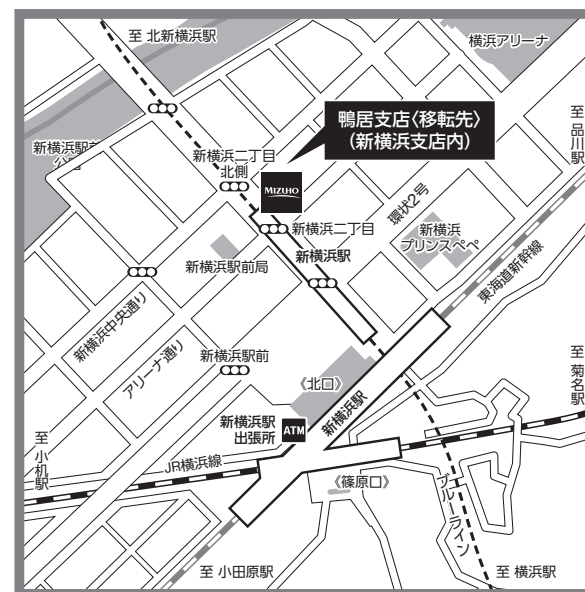 至 北新横浜駅
横浜アリーナ
鴨居支店〈移転先〉
(新横浜支店内)
至 品川駅
新横浜駅前
公園
新横浜二丁目
北側
MIZUHO
環状2号
新横浜二丁目
新横浜
プリンスペペ
新横浜駅
新横浜駅前局
東海道新幹線
新横浜中央通り
アリーナ通り
新横浜駅前
《北口》
新横浜駅
至 菊名駅
新横浜駅
出張所
ATM
至 小机駅
JR横浜線
《篠原口》
ブルーライン
至 小田原駅
至 横浜駅